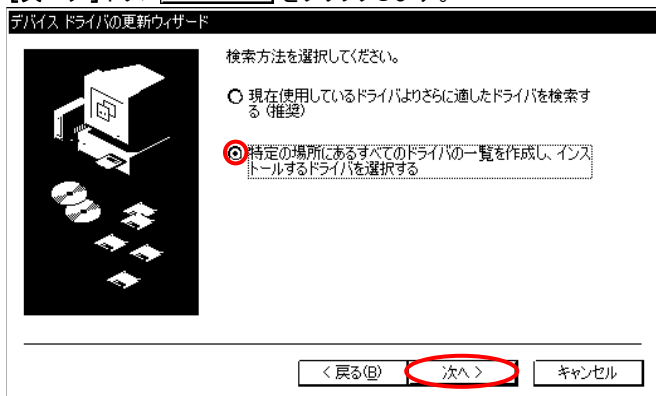 デバイス ドライバの更新ウィザード
検索方法を選択してください。
現在使用しているドライバよりさらに適したドライバを検索す
る (推奨)
特定の場所にあるすべてのドライバの一覧を作成し、インス
トールするドライバを選択する
< 戻る(B)
次へ >
キャンセル